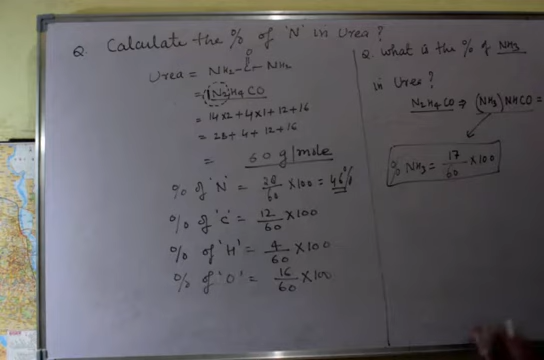 Q. Calculate the % of 'N' in Urea?
Urea = NH2-C-NH2
O
= N2H4CO
= 14×2+4×1+12+16
= 28+4+12+16
= 60 g/mole
% of 'N' = 28/60 ×100 = 46%
% of 'C' = 12/60 ×100
% of 'H' = 4/60 ×100
% of 'O' = 16/60 ×100
Q. What is the % of NH3
in Urea?
N2H4CO ⇒ (NH3)NHCO =
% NH3 = 17/60 ×100